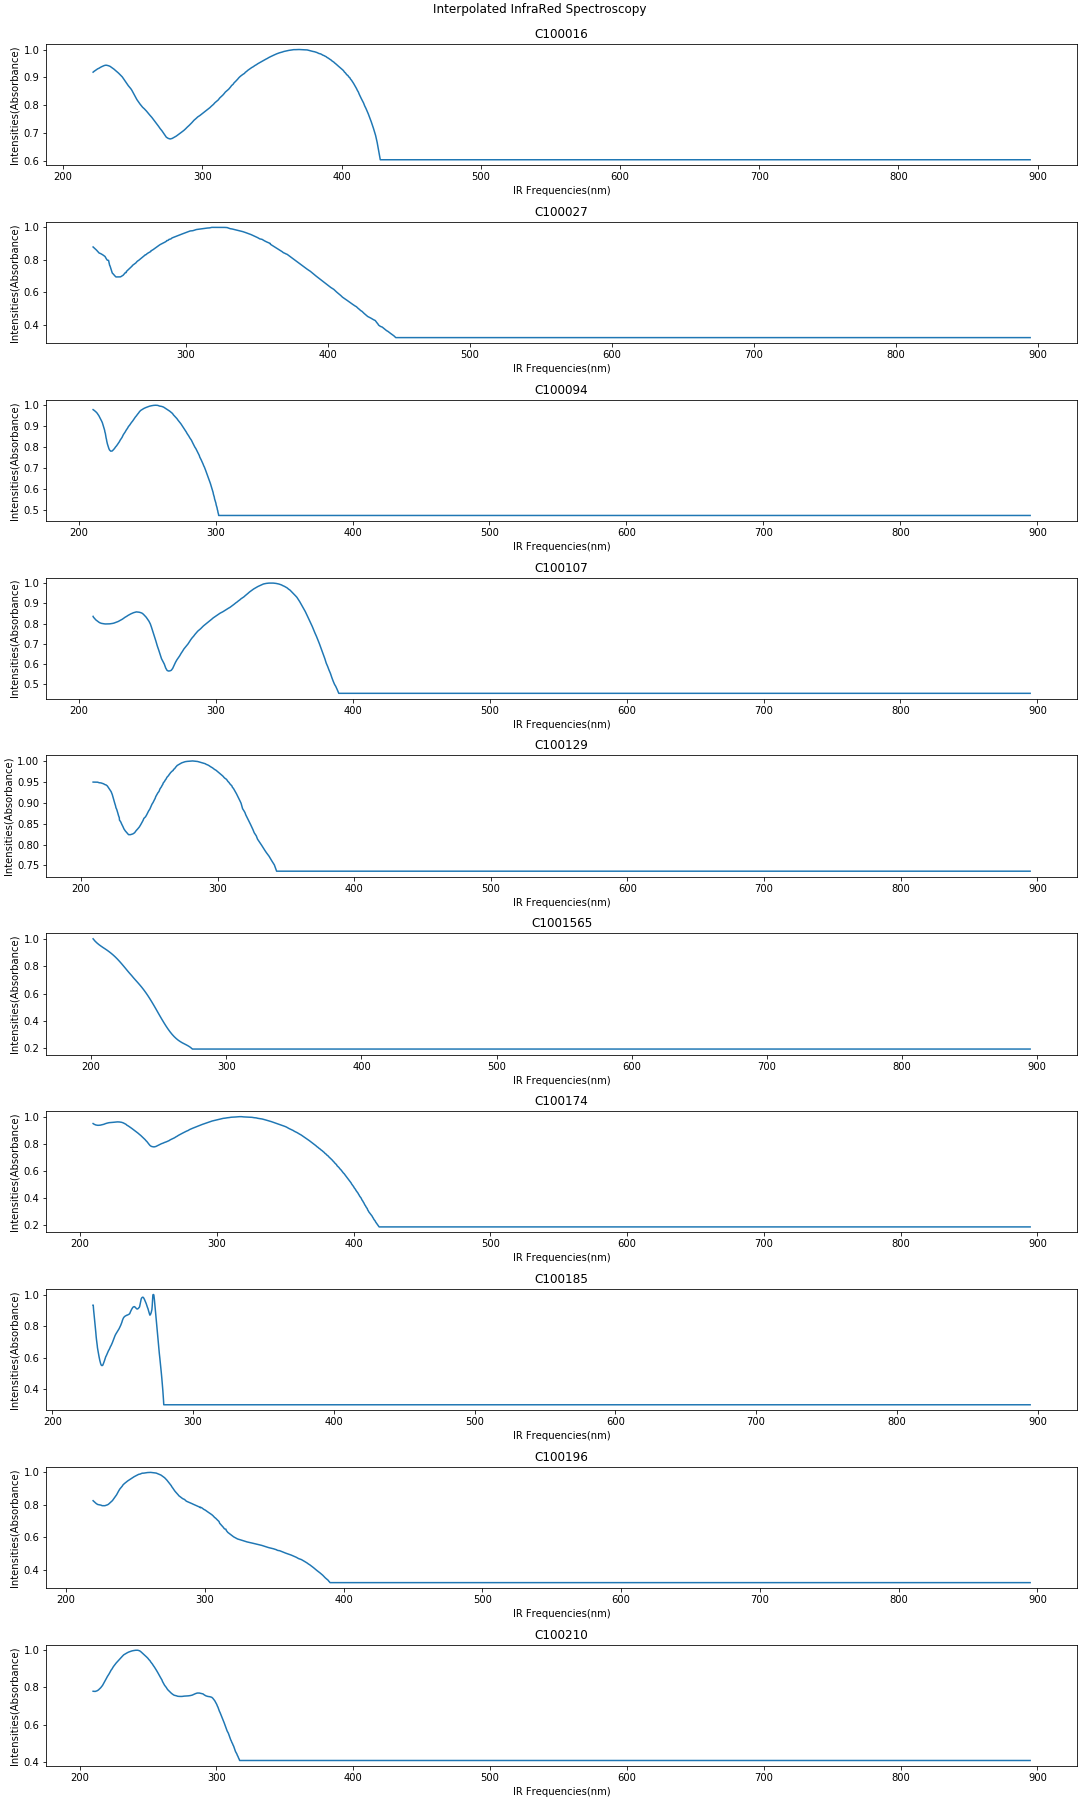 Interpolated InfraRed Spectroscopy
C100016
Intensities(Absorbance)
1.0
0.9
0.8
0.7
0.6
200 300 400 500 600 700 800 900
IR Frequencies(nm)
C100027
Intensities(Absorbance)
1.0
0.8
0.6
0.4
300 400 500 600 700 800 900
IR Frequencies(nm)
C100094
Intensities(Absorbance)
1.0
0.9
0.8
0.7
0.6
0.5
200 300 400 500 600 700 800 900
IR Frequencies(nm)
C100107
Intensities(Absorbance)
1.0
0.9
0.8
0.7
0.6
0.5
200 300 400 500 600 700 800 900
IR Frequencies(nm)
C100129
Intensities(Absorbance)
1.00
0.95
0.90
0.85
0.80
0.75
200 300 400 500 600 700 800 900
IR Frequencies(nm)
C1001565
Intensities(Absorbance)
1.0
0.8
0.6
0.4
0.2
200 300 400 500 600 700 800 900
IR Frequencies(nm)
C100174
Intensities(Absorbance)
1.0
0.8
0.6
0.4
0.2
200 300 400 500 600 700 800 900
IR Frequencies(nm)
C100185
Intensities(Absorbance)
1.0
0.8
0.6
0.4
200 300 400 500 600 700 800 900
IR Frequencies(nm)
C100196
Intensities(Absorbance)
1.0
0.8
0.6
0.4
200 300 400 500 600 700 800 900
IR Frequencies(nm)
C100210
Intensities(Absorbance)
1.0
0.8
0.6
0.4
200 300 400 500 600 700 800 900
IR Frequencies(nm)